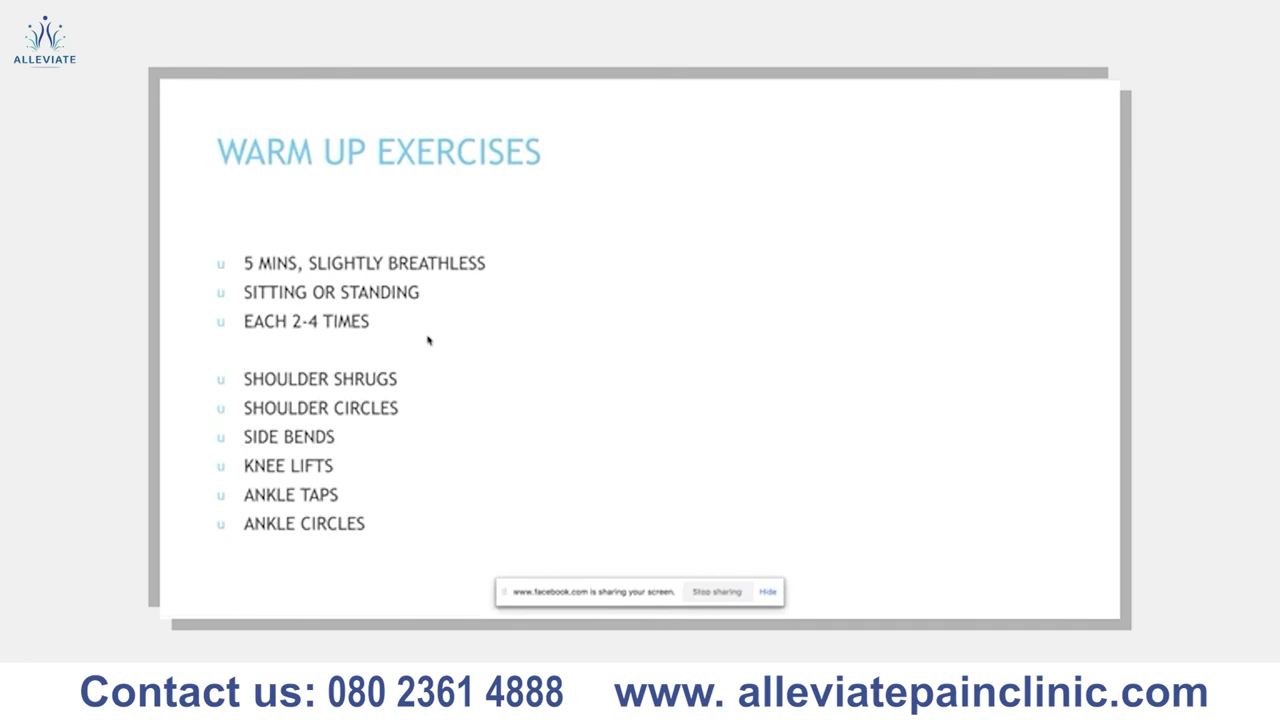 ALLEVIATE
WARM UP EXERCISES
u 5 MINS, SLIGHTLY BREATHLESS
u SITTING OR STANDING
u EACH 2-4 TIMES
u SHOULDER SHRUGS
u SHOULDER CIRCLES
u SIDE BENDS
u KNEE LIFTS
u ANKLE TAPS
u ANKLE CIRCLES
www.facebook.com is sharing your screen. Stop sharing Hide
Contact us: 080 2361 4888 www. alleviatepainclinic.com